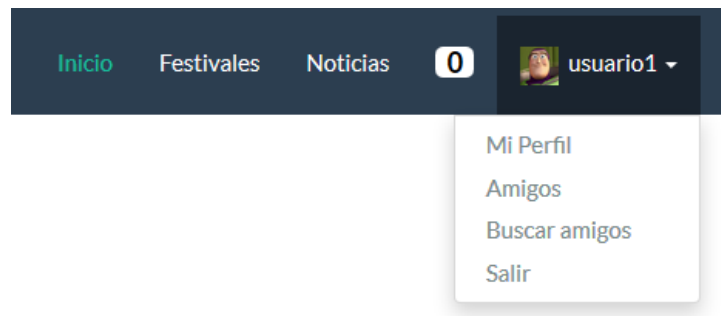 Inicio Festivales Noticias 0 usuario1
Mi Perfil
Amigos
Buscar amigos
Salir